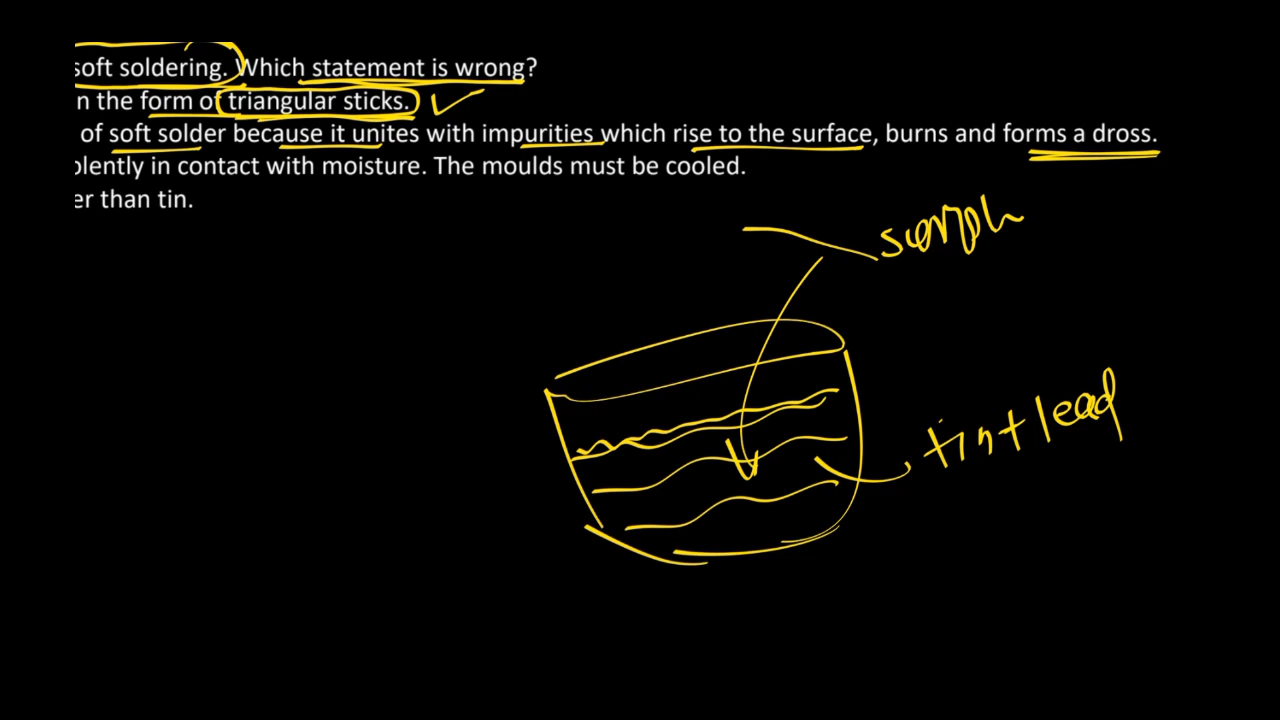 soft soldering. Which statement is wrong?
n the form of triangular sticks.
of soft solder because it unites with impurities which rise to the surface, burns and forms a dross.
lently in contact with moisture. The moulds must be cooled.
er than tin.
tin + lead